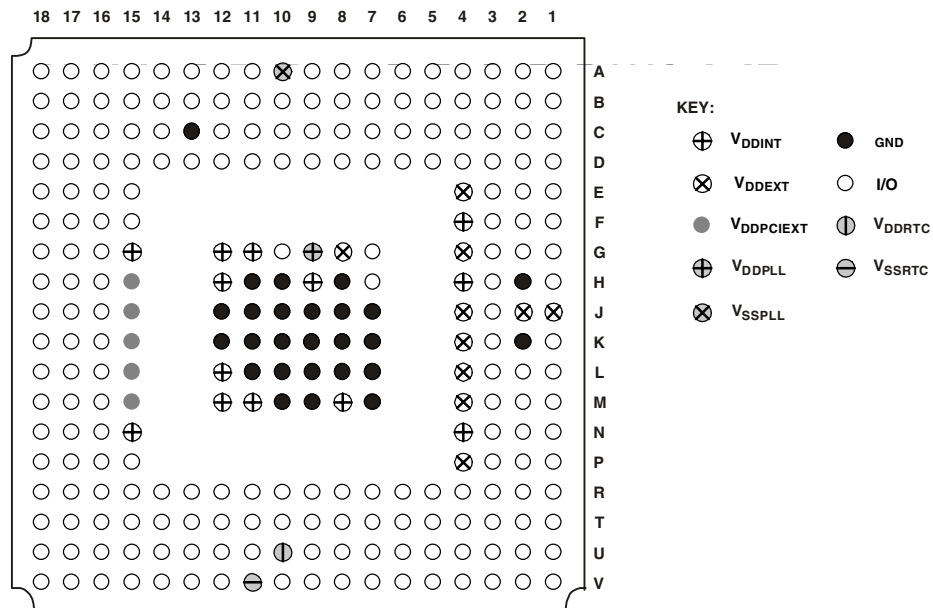 18 17 16 15 14 13 12 11 10 9 8 7 6 5 4 3 2 1
A
B
C
D
E
F
G
H
J
K
L
M
N
P
R
T
U
V
KEY:
VDDINT GND
VDDEXT I/O
VDDPCIEXT VDDRTC
VDDPLL VSSRTC
VSSPLL